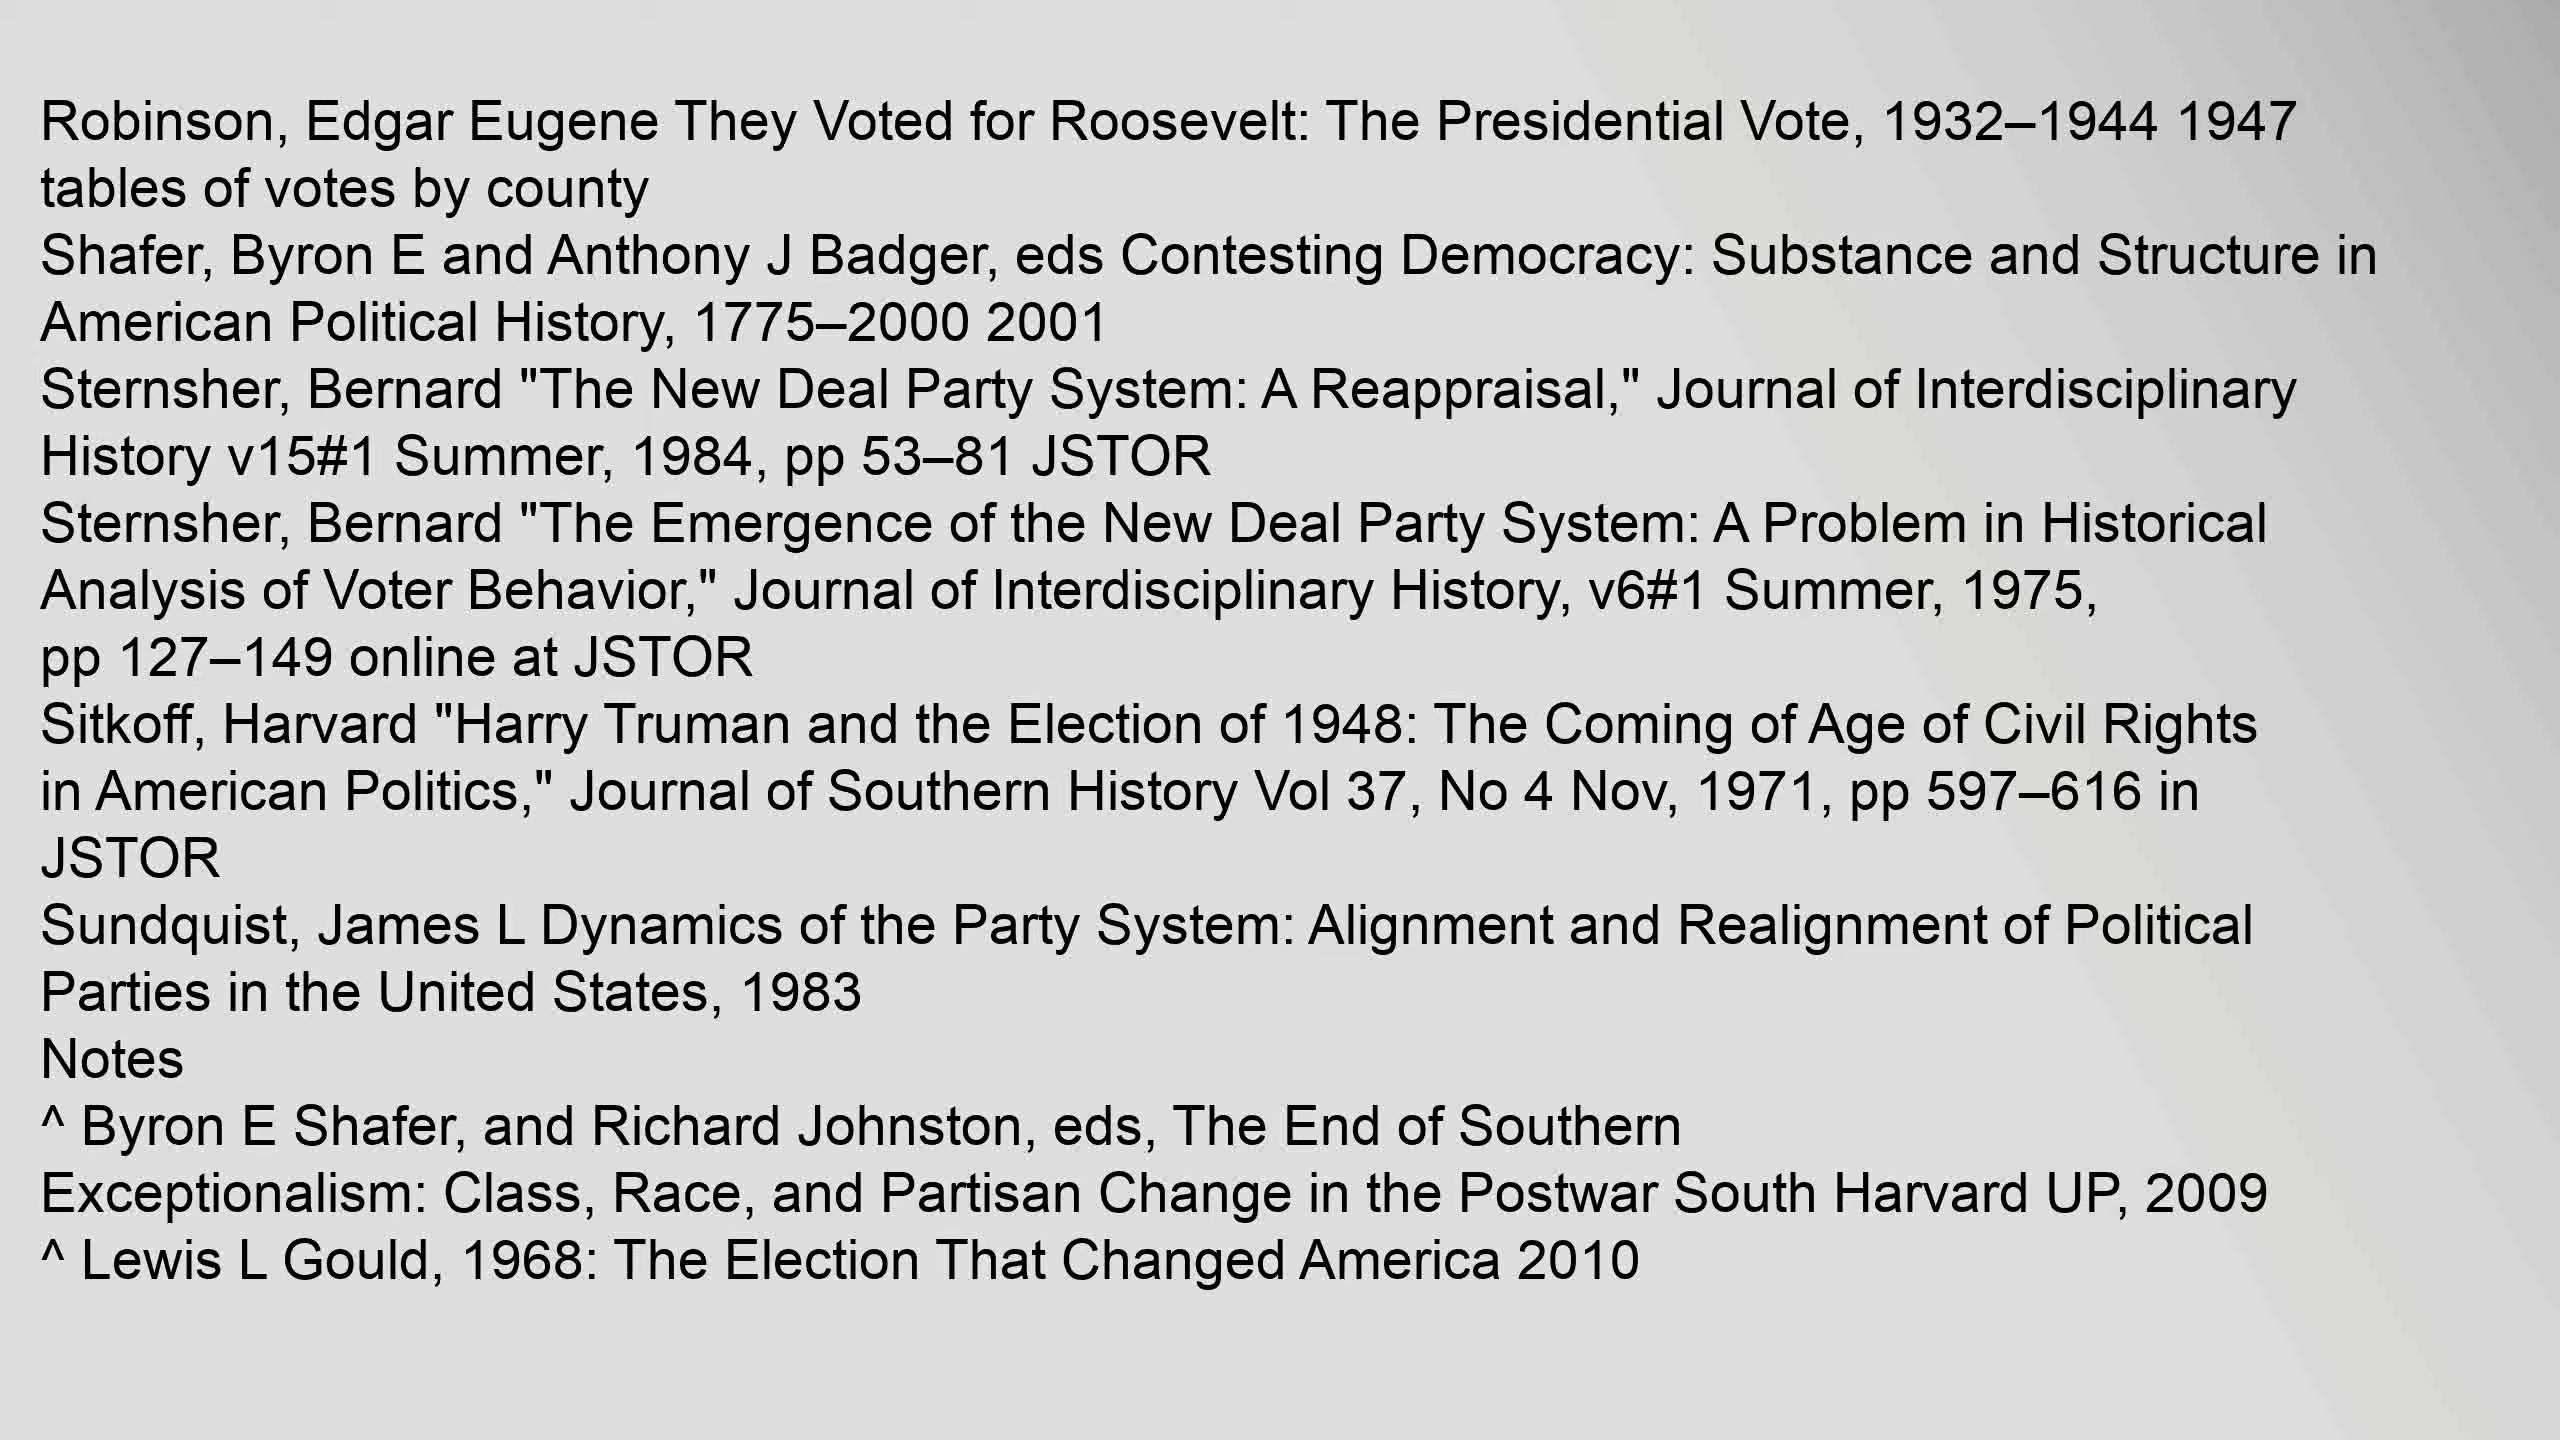 Robinson, Edgar Eugene They Voted for Roosevelt: The Presidential Vote, 1932–1944 1947
tables of votes by county
Shafer, Byron E and Anthony J Badger, eds Contesting Democracy: Substance and Structure in
American Political History, 1775–2000 2001
Sternsher, Bernard "The New Deal Party System: A Reappraisal," Journal of Interdisciplinary
History v15#1 Summer, 1984, pp 53–81 JSTOR
Sternsher, Bernard "The Emergence of the New Deal Party System: A Problem in Historical
Analysis of Voter Behavior," Journal of Interdisciplinary History, v6#1 Summer, 1975,
pp 127–149 online at JSTOR
Sitkoff, Harvard "Harry Truman and the Election of 1948: The Coming of Age of Civil Rights
in American Politics," Journal of Southern History Vol 37, No 4 Nov, 1971, pp 597–616 in
JSTOR
Sundquist, James L Dynamics of the Party System: Alignment and Realignment of Political
Parties in the United States, 1983
Notes
^ Byron E Shafer, and Richard Johnston, eds, The End of Southern
Exceptionalism: Class, Race, and Partisan Change in the Postwar South Harvard UP, 2009
^ Lewis L Gould, 1968: The Election That Changed America 2010